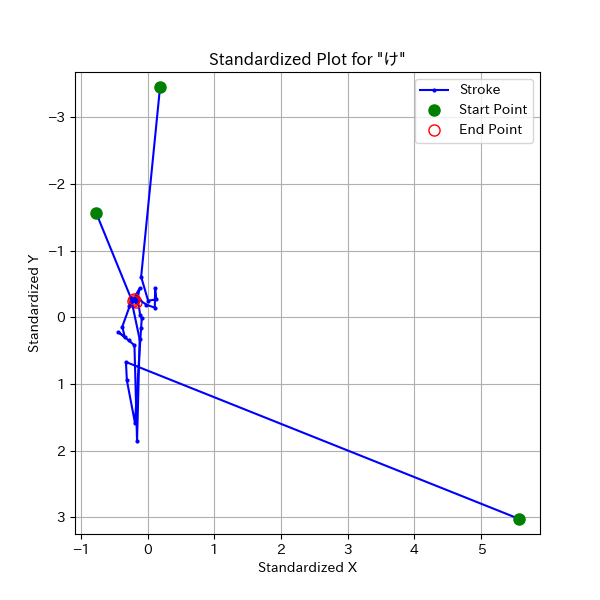 Standardized Plot for "け"
Stroke
Start Point
End Point
−3
−2
−1
0
1
2
3
Standardized Y
−1 0 1 2 3 4 5
Standardized X